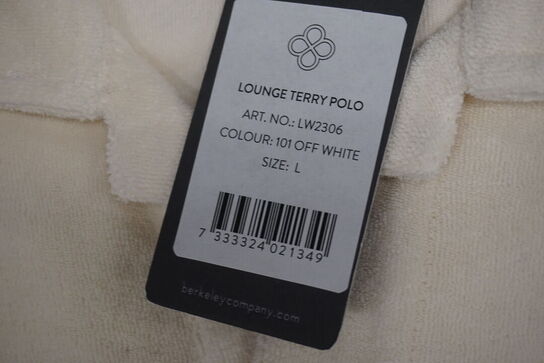 LOUNGE TERRY POLO
ART. NO.: LW2306
COLOUR: 101 OFF WHITE
SIZE: L
7 333324 021349
berkeleycompany.com